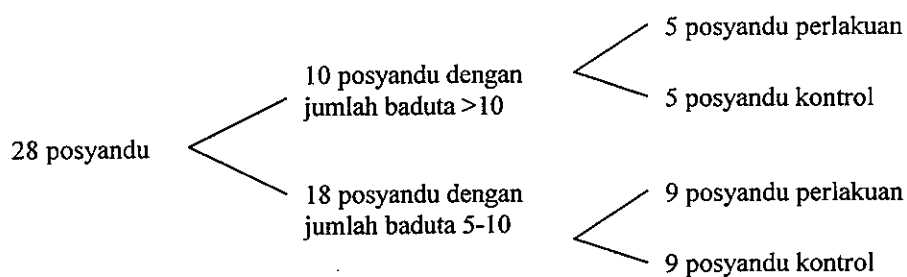 5 posyandu perlakuan
10 posyandu dengan
jumlah baduta >10
5 posyandu kontrol
28 posyandu
18 posyandu dengan
jumlah baduta 5-10
9 posyandu perlakuan
9 posyandu kontrol